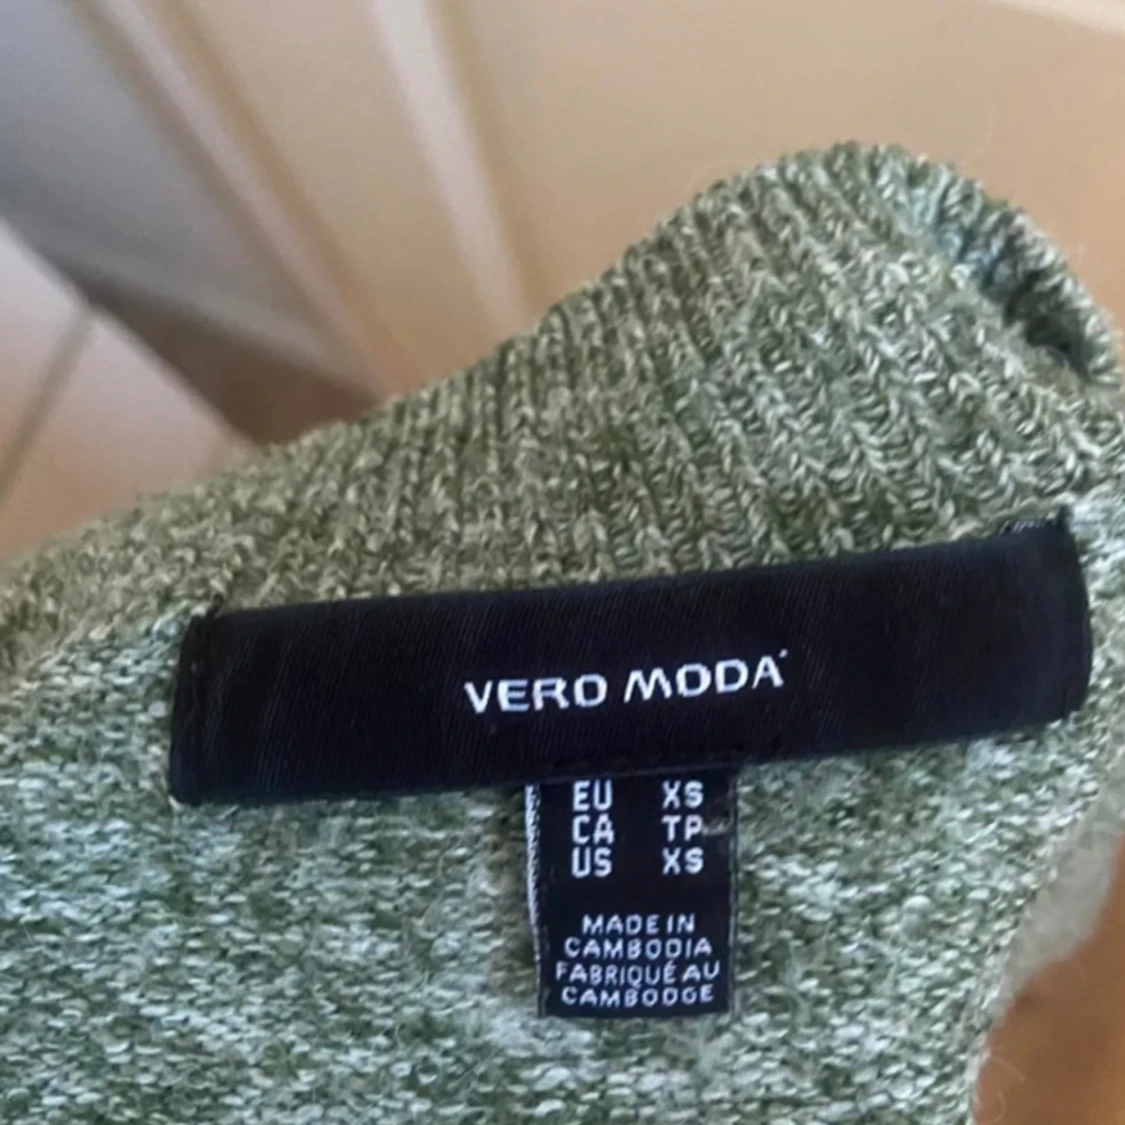 VERO MODA
EU XS
CA TP
US XS
MADE IN
CAMBODIA
FABRIQUÉ AU
CAMBODGE